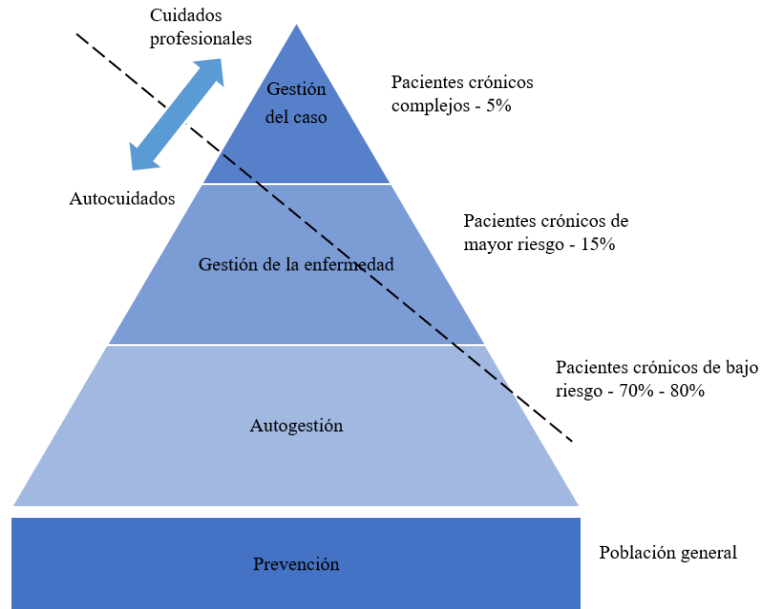 Cuidados
profesionales
Gestión
del caso
Pacientes crónicos
complejos - 5%
Autocuidados
Pacientes crónicos de
mayor riesgo - 15%
Gestión de la enfermedad
Pacientes crónicos de bajo
riesgo - 70% - 80%
Autogestión
Población general
Prevención